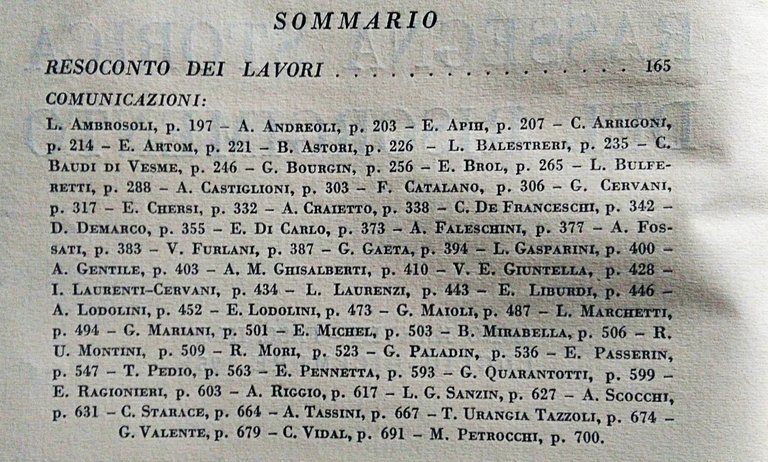 SOMMARIO
RESOCONTO DEI LAVORI . . . . . . . . . . . . . . . . . 165
COMUNICAZIONI:
L. AMBROSOLI, p. 197 – A. ANDREOLI, p. 203 – E. APIH, p. 207 – C. ARRIGONI,
p. 214 – E. ARTOM, p. 221 – B. ASTORI, p. 226 – L. BALESTRERI, p. 235 – C.
BAUDI DI VESME, p. 246 – G. BOURGIN, p. 256 – E. BROL, p. 265 – L. BULFE-
RETTI, p. 288 – A. CASTIGLIONI, p. 303 – F. CATALANO, p. 306 – G. CERVANI,
p. 317 – E. CHERSI, p. 332 – A. CRAIETTO, p. 338 – C. DE FRANCESCHI, p. 342 –
D. DEMARCO, p. 355 – E. DI CARLO, p. 373 – A. FALESCHINI, p. 377 – A. FOS-
SATI, p. 383 – V. FURLANI, p. 387 – G. GAETA, p. 394 – L. GASPARINI, p. 400 –
A. GENTILE, p. 403 – A. M. GHISALBERTI, p. 410 – V. E. GIUNTELLA, p. 428 –
I. LAURENTI-CERVANI, p. 434 – L. LAURENZI, p. 443 – E. LIBURDI, p. 446 –
A. LODOLINI, p. 452 – E. LODOLINI, p. 473 – G. MAIOLI, p. 487 – L. MARCHETTI,
p. 494 – G. MARIANI, p. 501 – E. MICHEL, p. 503 – B. MIRABELLA, p. 506 – R.
U. MONTINI, p. 509 – R. MORI, p. 523 – G. PALADIN, p. 536 – E. PASSERIN,
p. 547 – T. PEDIO, p. 563 – E. PENNETTA, p. 593 – G. QUARANTOTTI, p. 599 –
E. RAGIONIERI, p. 603 – A. RIGGIO, p. 617 – L. G. SANZIN, p. 627 – A. SCOCCHI,
p. 631 – C. STARACE, p. 664 – A. TASSINI, p. 667 – T. URANGIA TAZZOLI, p. 674 –
G. VALENTE, p. 679 – C. VIDAL, p. 691 – M. PETROCCHI, p. 700.